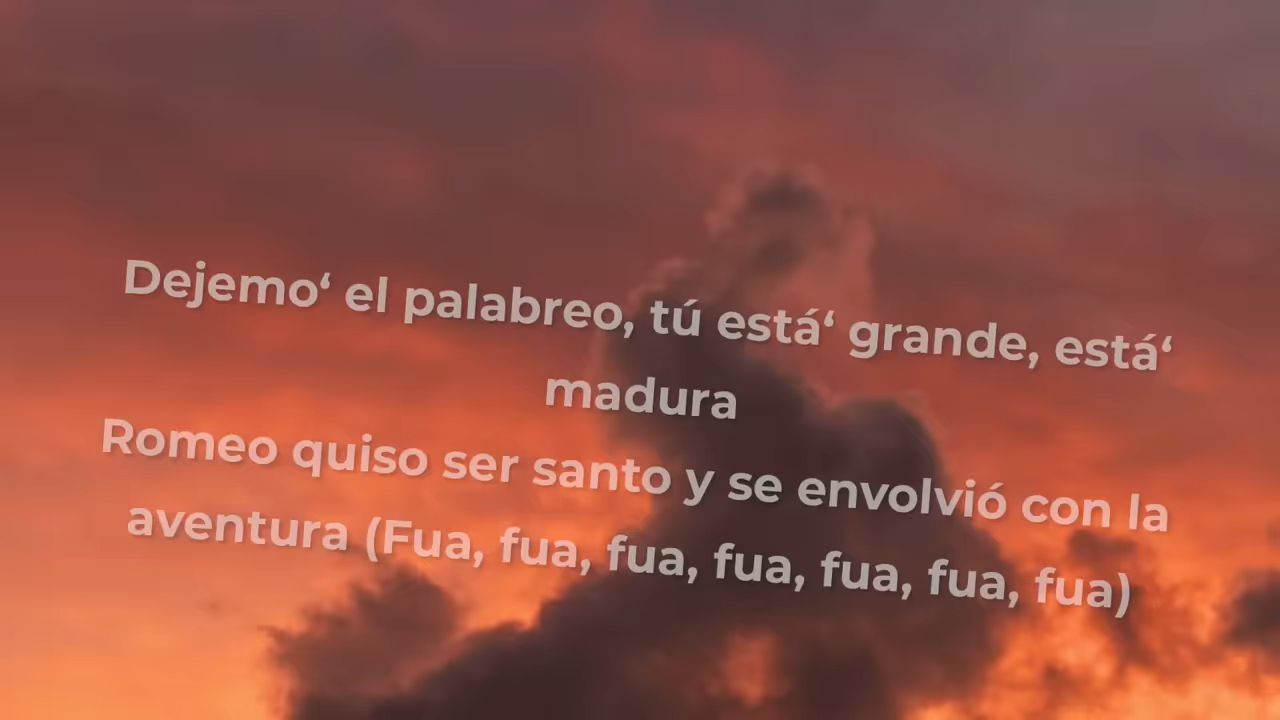 Dejemo‘ el palabreo, tú está‘ grande, está‘
madura
Romeo quiso ser santo y se envolvió con la
aventura (Fua, fua, fua, fua, fua, fua, fua)